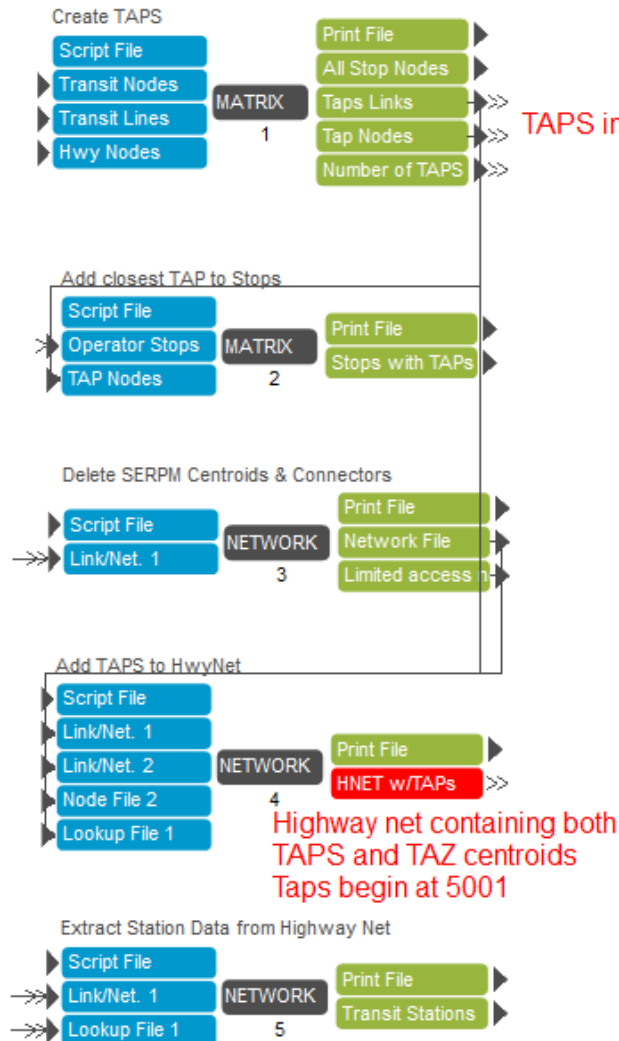 Create TAPS
Script File
Transit Nodes
Transit Lines
Hwy Nodes
MATRIX
1
Print File
All Stop Nodes
Taps Links
Tap Nodes
Number of TAPS
TAPS in
Add closest TAP to Stops
Script File
Operator Stops
TAP Nodes
MATRIX
2
Print File
Stops with TAPs
Delete SERPM Centroids & Connectors
Script File
Link/Net. 1
NETWORK
3
Print File
Network File
Limited access n
Add TAPS to HwyNet
Script File
Link/Net. 1
Link/Net. 2
Node File 2
Lookup File 1
NETWORK
4
Print File
HNET w/TAPs
Highway net containing both
TAPS and TAZ centroids
Taps begin at 5001
Extract Station Data from Highway Net
Script File
Link/Net. 1
Lookup File 1
NETWORK
5
Print File
Transit Stations